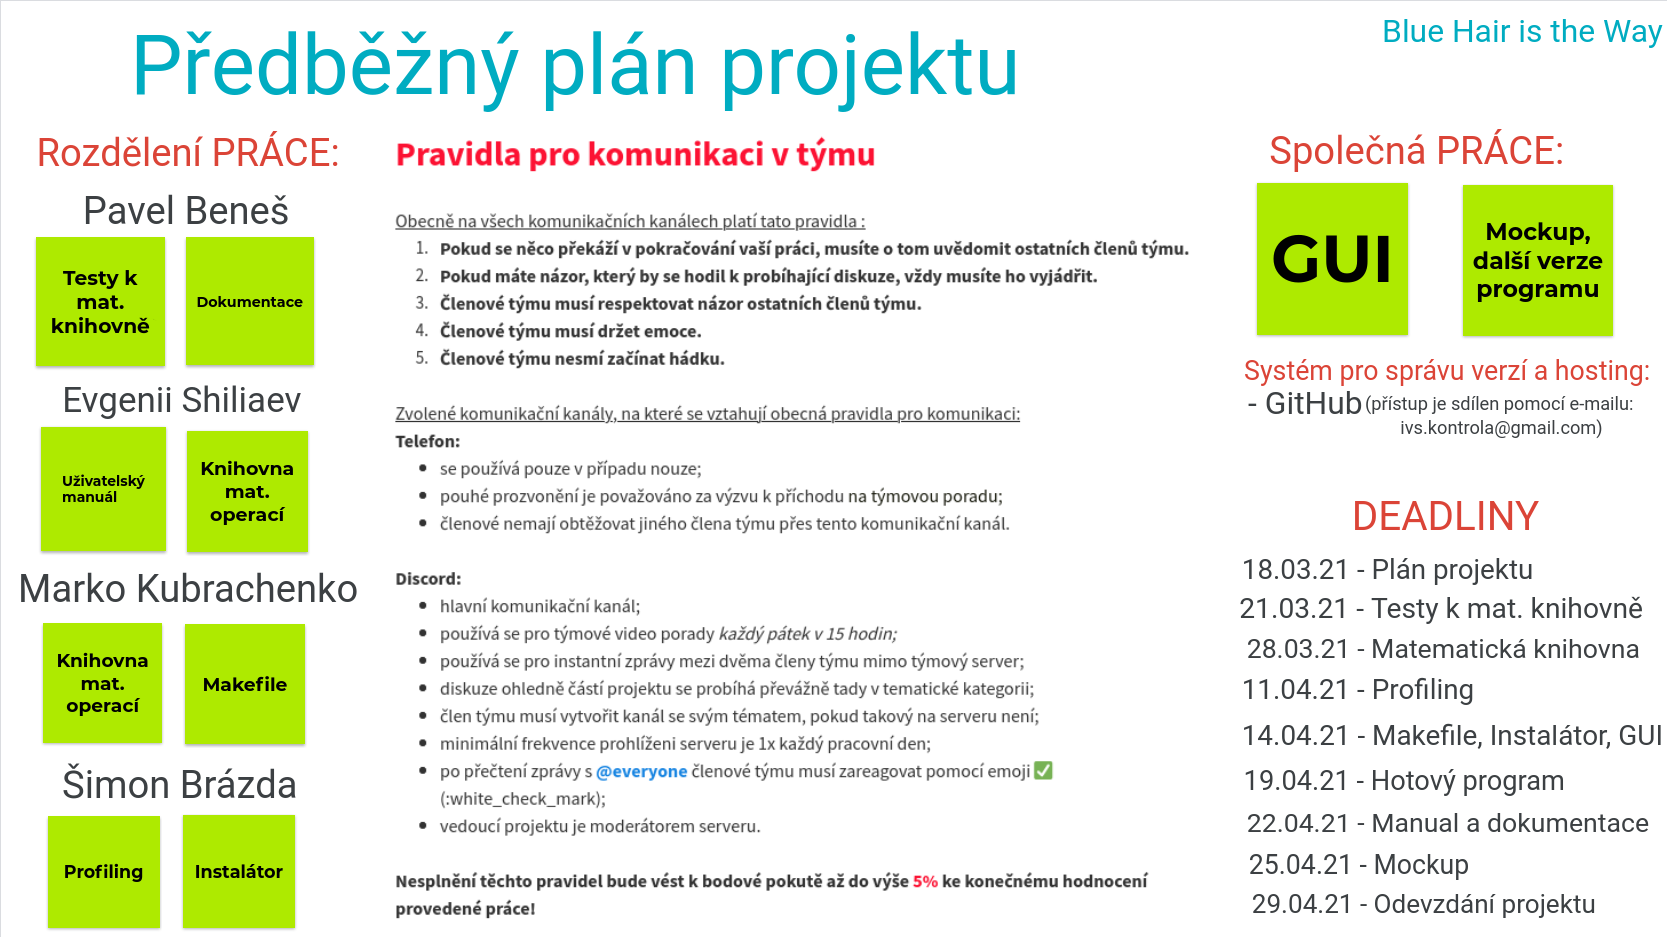 Předběžný plán projektu
Blue Hair is the Way
Rozdělení PRÁCE:
Pavel Beneš
Testy k
mat.
knihovně
Dokumentace
Evgenii Shiliaev
Uživatelský
manuál
Knihovna
mat.
operací
Marko Kubrachenko
Knihovna
mat.
operací
Makefile
Šimon Brázda
Profiling
Instalátor
Pravidla pro komunikaci v týmu
Obecně na všech komunikačních kanálech platí tato pravidla :
1. Pokud se něco překáží v pokračování vaší práci, musíte o tom uvědomit ostatních členů týmu.
2. Pokud máte názor, který by se hodil k probíhající diskuze, vždy musíte ho vyjádřit.
3. Členové týmu musí respektovat názor ostatních členů týmu.
4. Členové týmu musí držet emoce.
5. Členové týmu nesmí začínat hádku.
Zvolené komunikační kanály, na které se vztahují obecná pravidla pro komunikaci:
Telefon:
• se používá pouze v případu nouze;
• pouhé prozvonění je považováno za výzvu k příchodu na týmovou poradu;
• členové nemají obtěžovat jiného člena týmu přes tento komunikační kanál.
Discord:
• hlavní komunikační kanál;
• používá se pro týmové video porady každý pátek v 15 hodin;
• používá se pro instantní zprávy mezi dvěma členy týmu mimo týmový server;
• diskuze ohledně částí projektu se probíhá převážně tady v tematické kategorii;
• člen týmu musí vytvořit kanál se svým tématem, pokud takový na serveru není;
• minimální frekvence prohlíženi serveru je 1x každý pracovní den;
• po přečtení zprávy s @everyone členové týmu musí zareagovat pomocí emoji ✅
(:white_check_mark);
• vedoucí projektu je moderátorem serveru.
Nesplnění těchto pravidel bude vést k bodové pokutě až do výše 5% ke konečnému hodnocení
provedené práce!
Společná PRÁCE:
GUI
Mockup,
další verze
programu
Systém pro správu verzí a hosting:
- GitHub (přístup je sdílen pomocí e-mailu:
ivs.kontrola@gmail.com)
DEADLINY
18.03.21 - Plán projektu
21.03.21 - Testy k mat. knihovně
28.03.21 - Matematická knihovna
11.04.21 - Profiling
14.04.21 - Makefile, Instalátor, GUI
19.04.21 - Hotový program
22.04.21 - Manual a dokumentace
25.04.21 - Mockup
29.04.21 - Odevzdání projektu